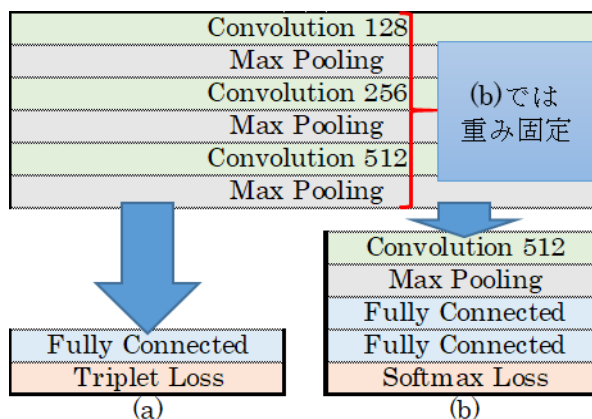 Convolution 128
Max Pooling
Convolution 256
Max Pooling
Convolution 512
Max Pooling
(b)では
重み固定
Fully Connected
Triplet Loss
(a)
Convolution 512
Max Pooling
Fully Connected
Fully Connected
Softmax Loss
(b)